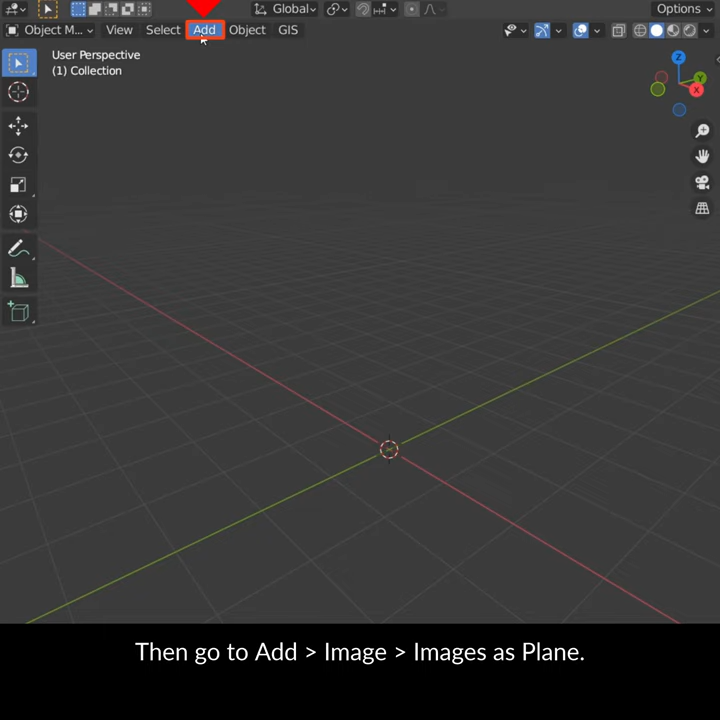 Global
Options
Object M...
View
Select
Add
Object
GIS
User Perspective
(1) Collection
Z
Y
X
Then go to Add > Image > Images as Plane.